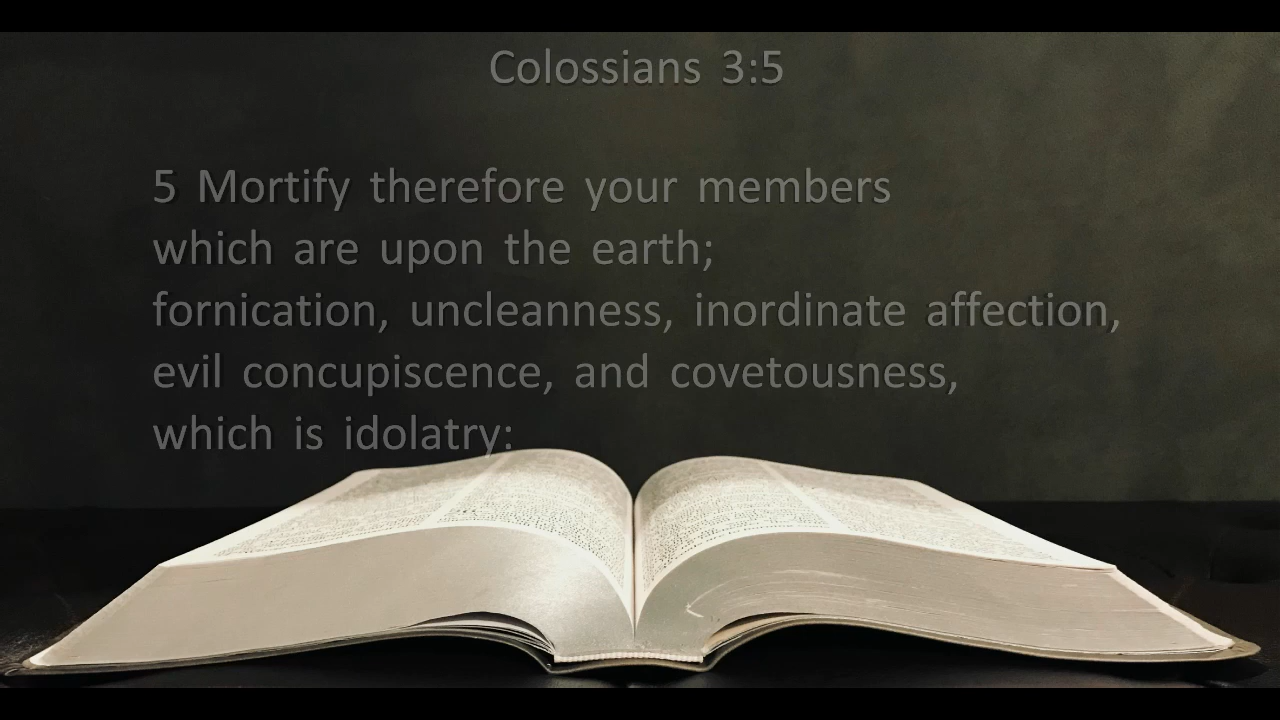 Colossians 3:5
5 Mortify therefore your members
which are upon the earth;
fornication, uncleanness, inordinate affection,
evil concupiscence, and covetousness,
which is idolatry: